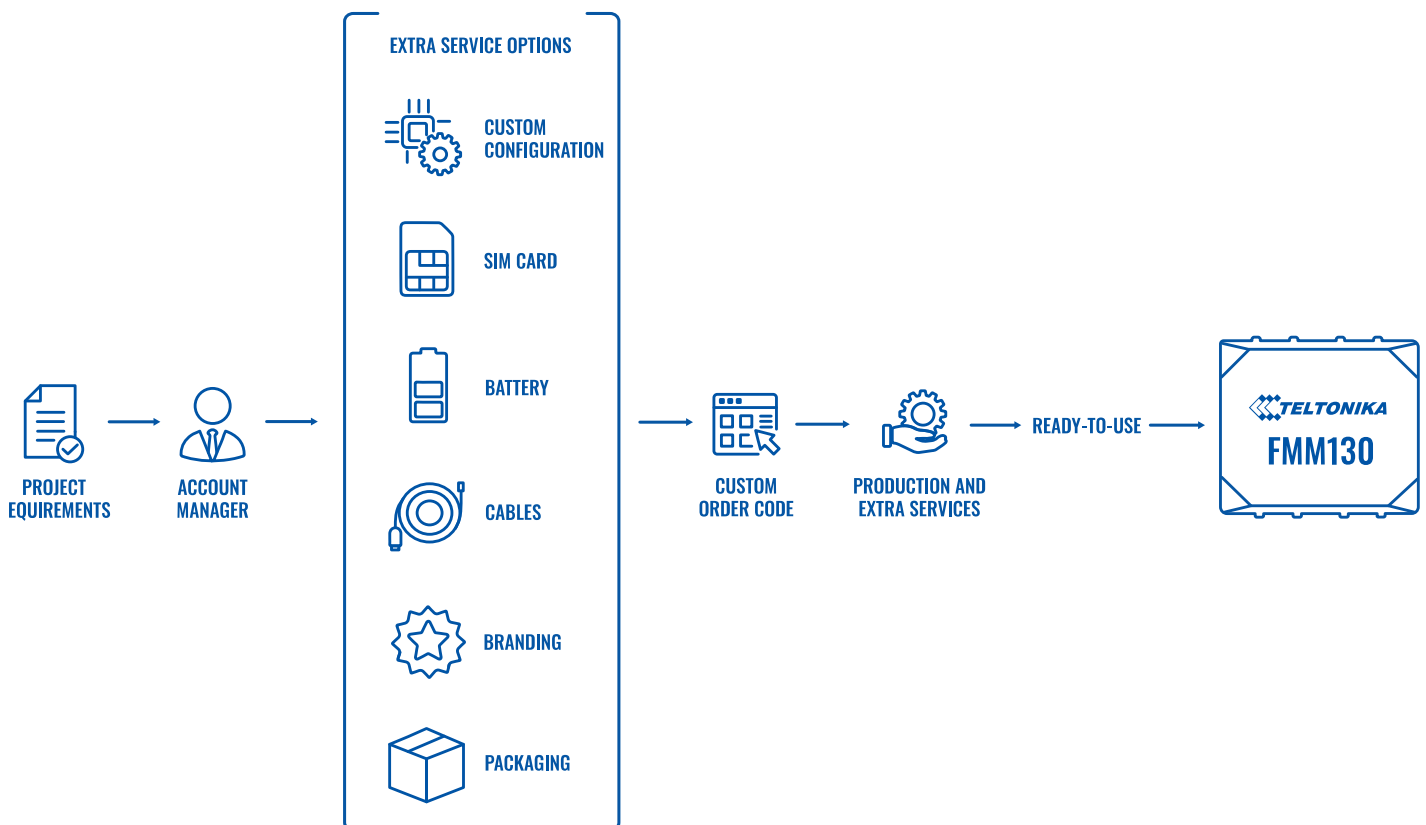 EXTRA SERVICE OPTIONS
CUSTOM
CONFIGURATION
SIM CARD
BATTERY
CABLES
BRANDING
PACKAGING
PROJECT
EQUIREMENTS
ACCOUNT
MANAGER
CUSTOM
ORDER CODE
PRODUCTION AND
EXTRA SERVICES
READY-TO-USE
TELTONIKA
FMM130